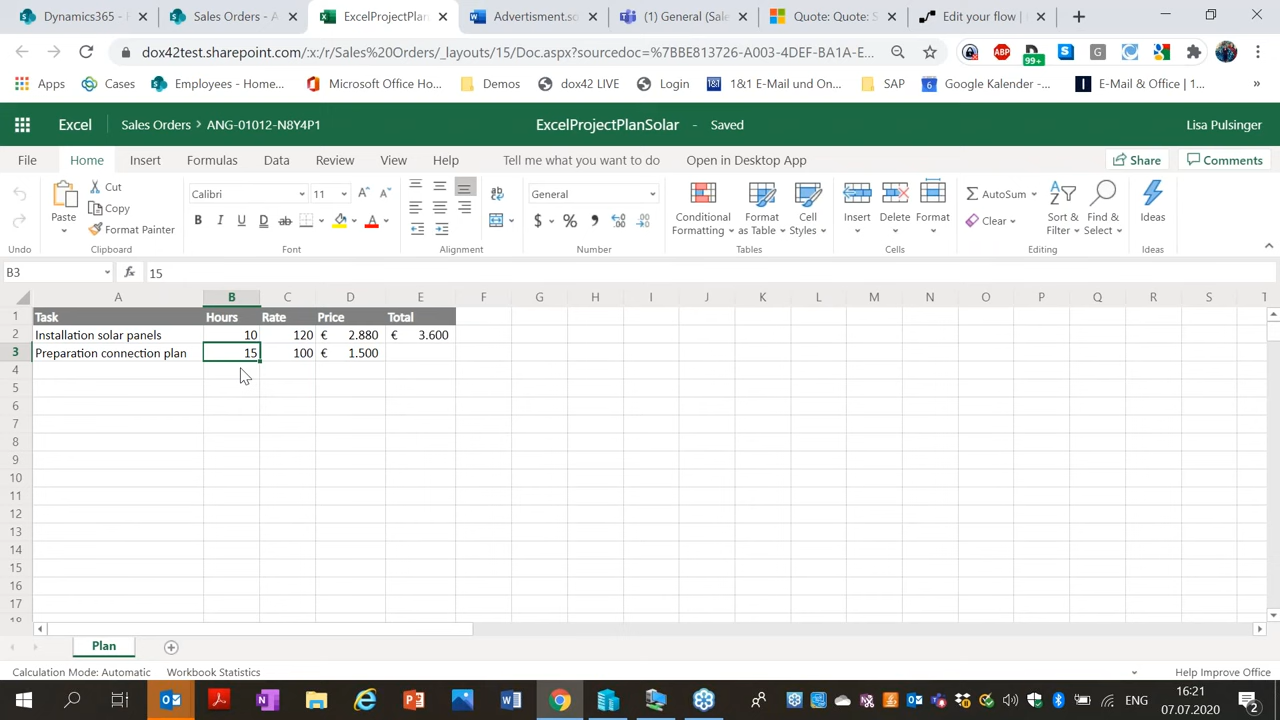 Dynamics365 - H
Sales Orders - A
ExcelProjectPlan
Advertisment.so
(1) General (Sale
Quote: Quote: S
Edit your flow |
dox42test.sharepoint.com/:x:/r/Sales%20Orders/_layouts/15/Doc.aspx?sourcedoc=%7BBE813726-A003-4DEF-BA1A-E...
ABP
99+
Apps
Cases
Employees - Home...
Microsoft Office Ho...
Demos
dox42 LIVE
Login
1&1 E-Mail und On...
SAP
Google Kalender -...
E-Mail & Office | 1...
Excel
Sales Orders > ANG-01012-N8Y4P1
ExcelProjectPlanSolar - Saved
Lisa Pulsinger
File
Home
Insert
Formulas
Data
Review
View
Help
Tell me what you want to do
Open in Desktop App
Share
Comments
Paste
Cut
Copy
Format Painter
Calibri
11
General
Conditional Formatting
Format as Table
Cell Styles
Insert
Delete
Format
AutoSum
Clear
Sort & Filter
Find & Select
Ideas
Undo
Clipboard
Font
Alignment
Number
Tables
Cells
Editing
Ideas
B3
fx
15
A B C D E F G H I J K L M N O P Q R S T
1 Task Hours Rate Price Total
2 Installation solar panels 10 120 € 2.880 € 3.600
3 Preparation connection plan 15 100 € 1.500
4
5
6
7
8
9
10
11
12
13
14
15
16
17
18
Plan
Calculation Mode: Automatic
Workbook Statistics
Help Improve Office
ENG
16:21
07.07.2020
2